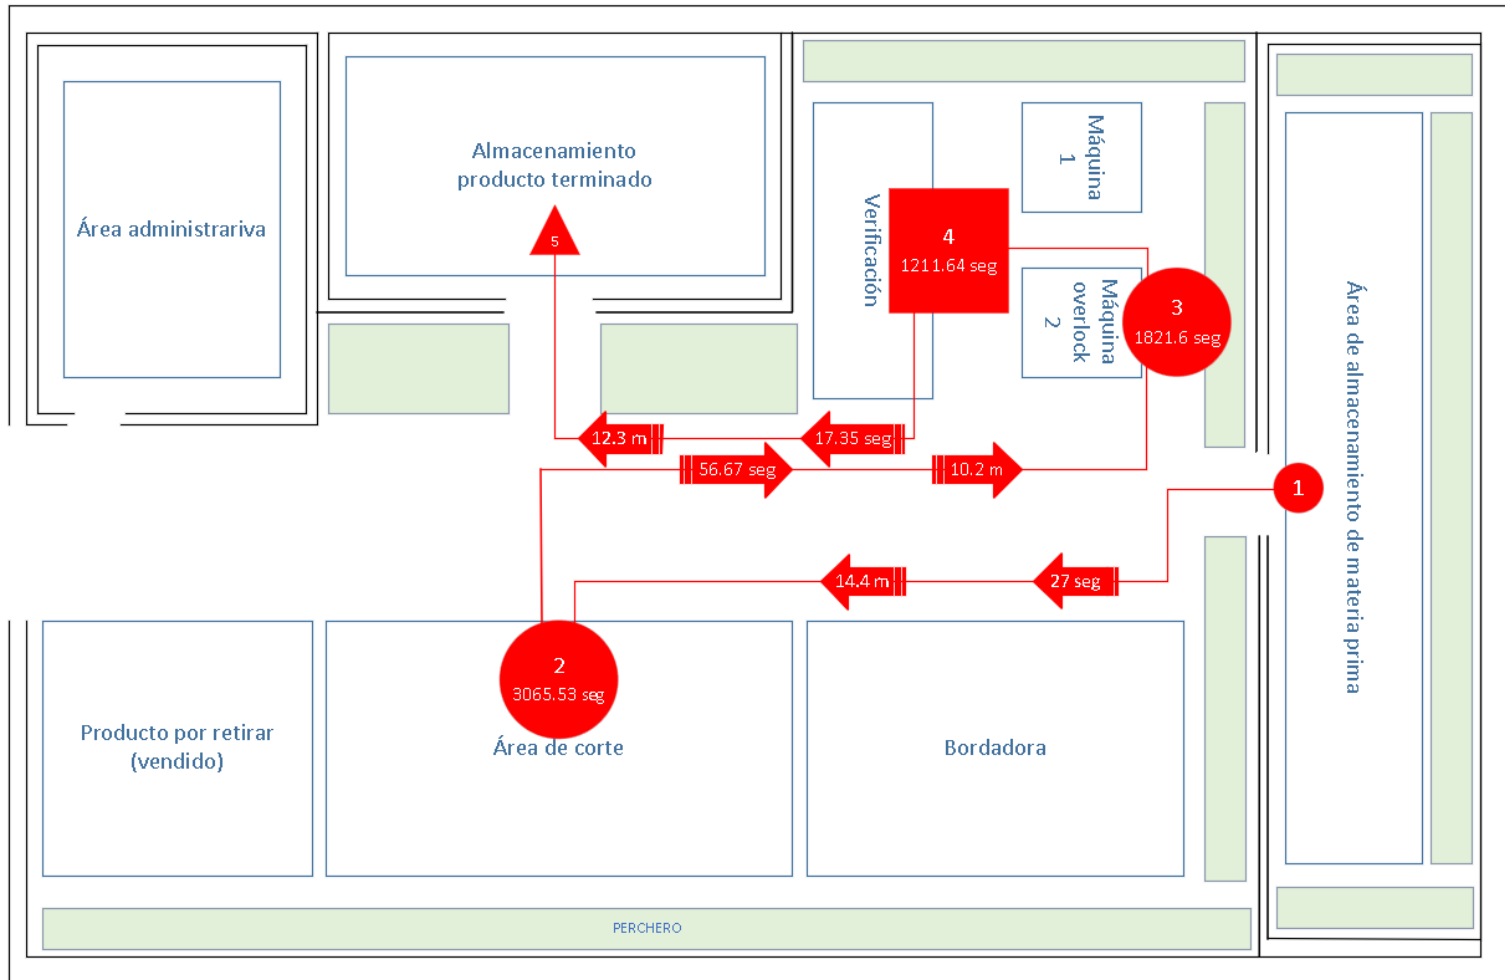 Área administrariva
Almacenamiento
producto terminado
5
Verificación
Máquina
1
4
1211.64 seg
Máquina
overlock
2
3
1821.6 seg
Área de almacenamiento de materia prima
12.3 m
17.35 seg
56.67 seg
10.2 m
1
14.4 m
27 seg
2
3065.53 seg
Producto por retirar
(vendido)
Área de corte
Bordadora
PERCHERO